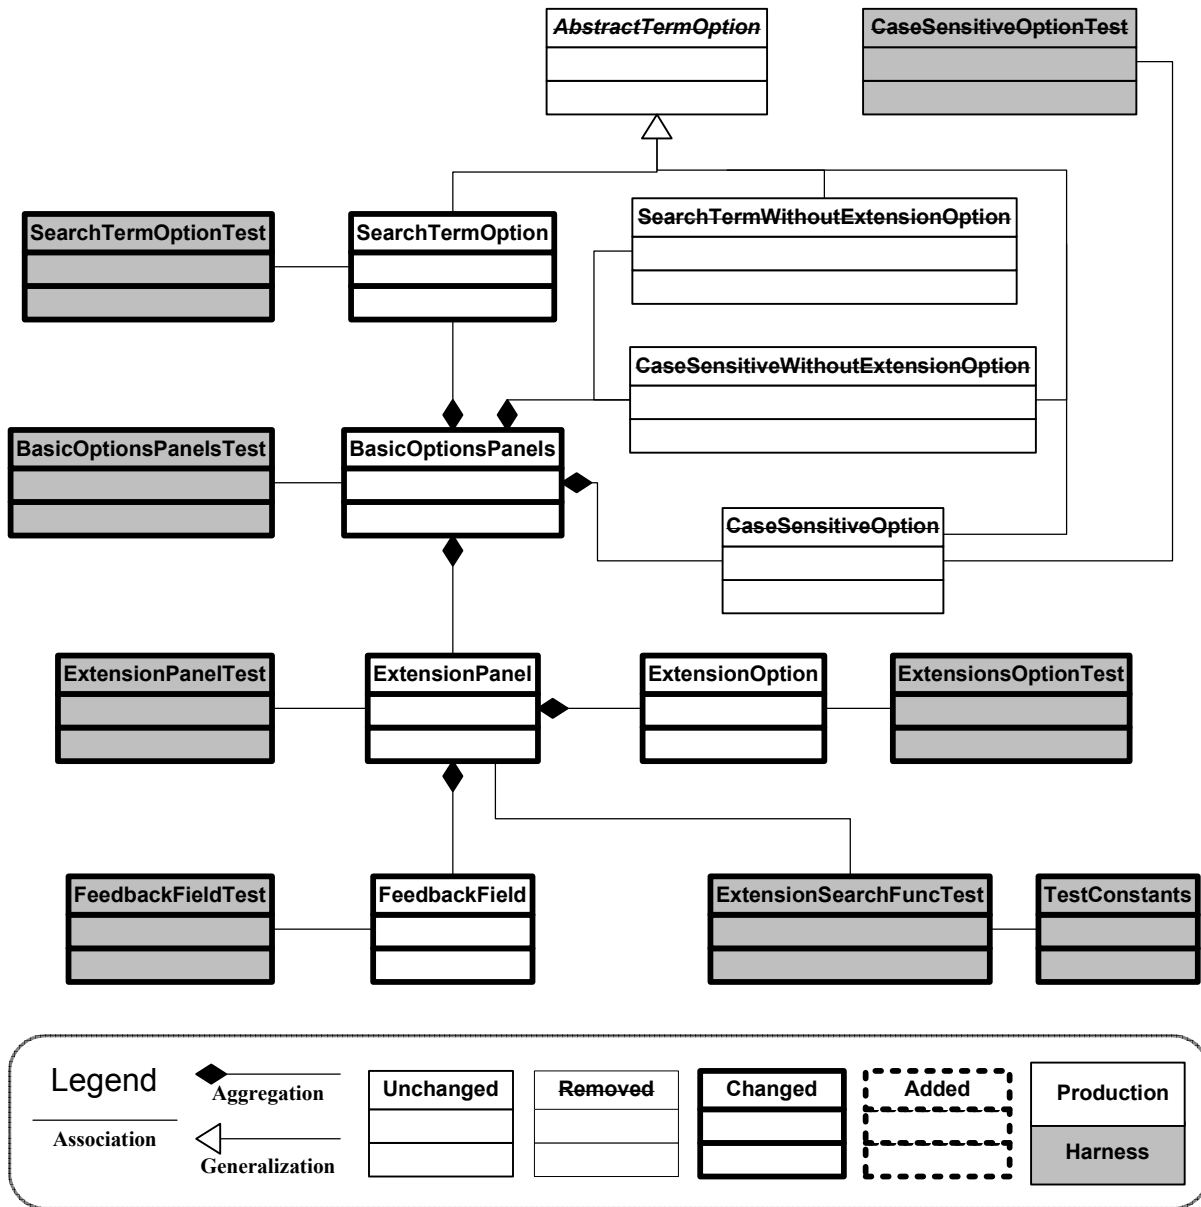 AbstractTermOption
CaseSensitiveOptionTest
SearchTermOptionTest
SearchTermOption
SearchTermWithoutExtensionOption
CaseSensitiveWithoutExtensionOption
BasicOptionsPanelsTest
BasicOptionsPanels
CaseSensitiveOption
ExtensionPanelTest
ExtensionPanel
ExtensionOption
ExtensionsOptionTest
FeedbackFieldTest
FeedbackField
ExtensionSearchFuncTest
TestConstants
Legend
Association
Aggregation
Generalization
Unchanged
Removed
Changed
Added
Production
Harness